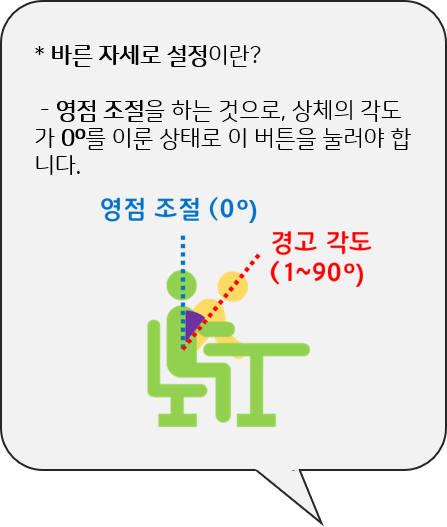 * 바른 자세로 설정이란?
- 영점 조절을 하는 것으로, 상체의 각도
가 0º를 이룬 상태로 이 버튼을 눌러야 합
니다.
영점 조절 (0º)
경고 각도
(1~90º)